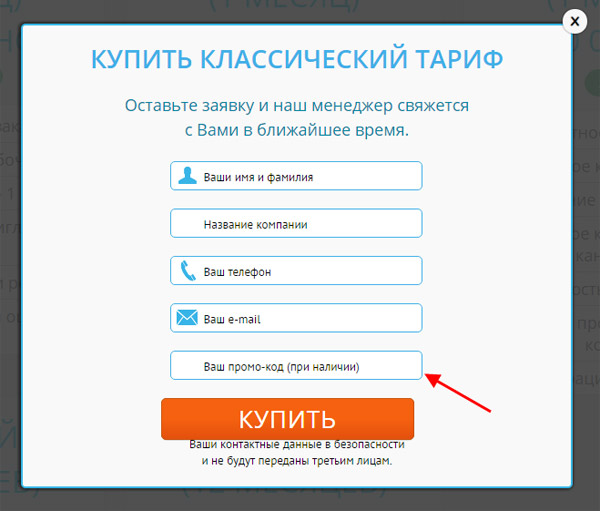 КУПИТЬ КЛАССИЧЕСКИЙ ТАРИФ
Оставьте заявку и наш менеджер свяжется
с Вами в ближайшее время.
Ваши имя и фамилия
Название компании
Ваш телефон
Ваш e-mail
Ваш промо-код (при наличии)
КУПИТЬ
Ваши контактные данные в безопасности
и не будут переданы третьим лицам.